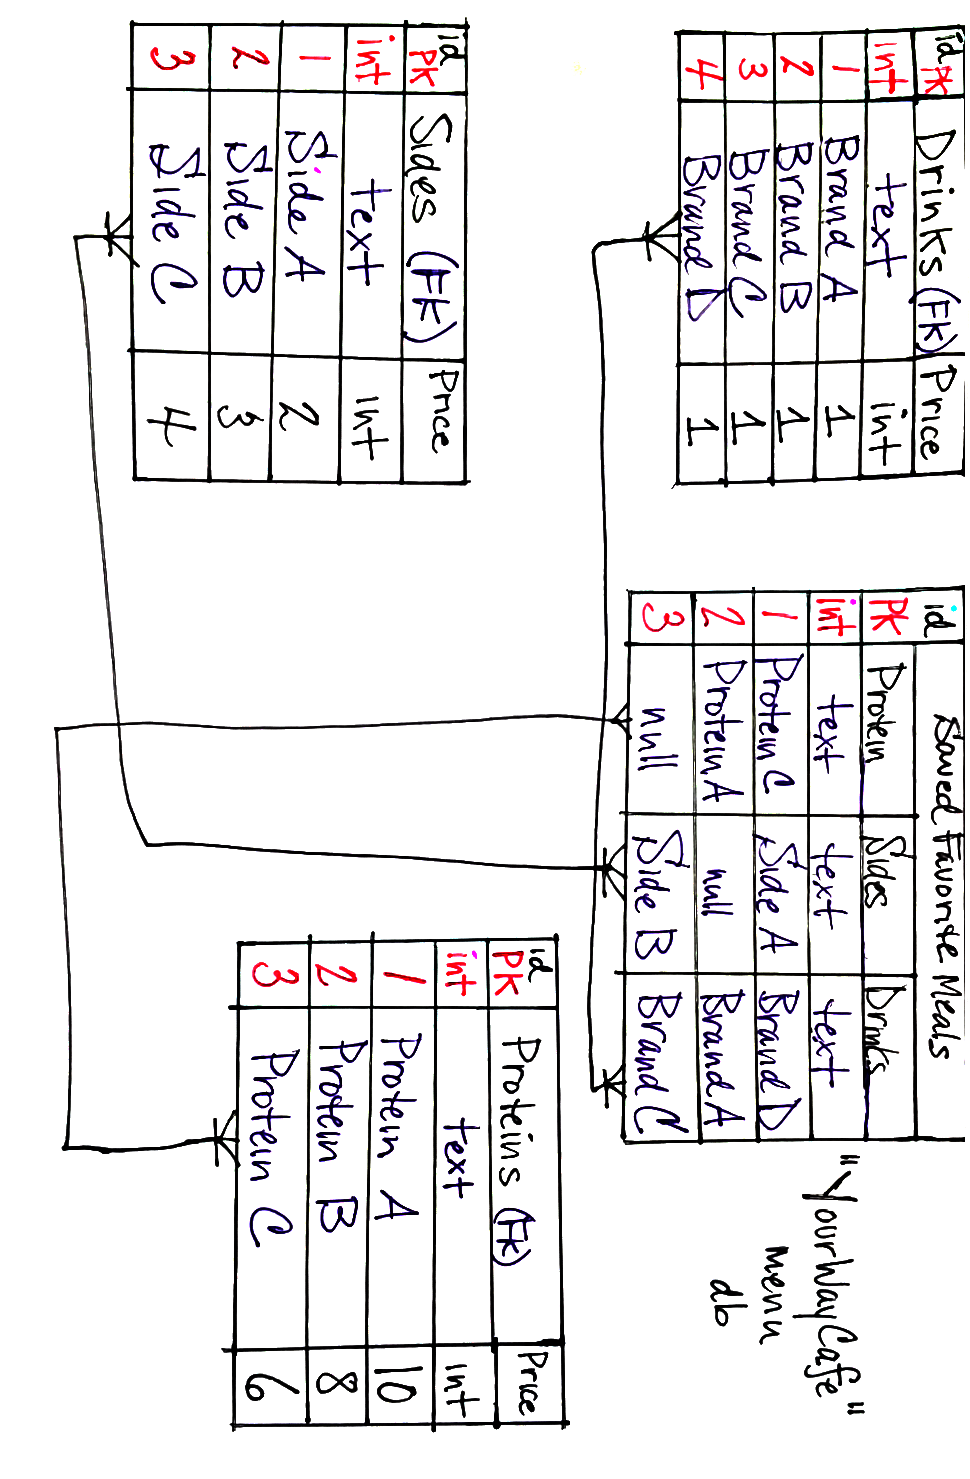 id Drinks (FK) Price
PK
int text int
1 Brand A 1
2 Brand B 1
3 Brand C 1
4 Brand D 1
id Saved Favorite Meals
PK Protein Sides Drinks
int text text text
1 Protein C Side A Brand D
2 Protein A null Brand A
3 null Side B Brand C
"YourWayCafe"
menu
db
id Sides (FK) Price
PK
int text int
1 Side A 2
2 Side B 3
3 Side C 4
id Proteins (FK) Price
PK
int text int
1 Protein A 10
2 Protein B 8
3 Protein C 6